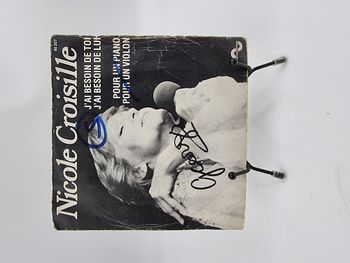 Nicole Croisille
J'AI BESOIN DE TOI
J'AI BESOIN DE LUI
POUR UN PIANO,
POUR UN VIOLON